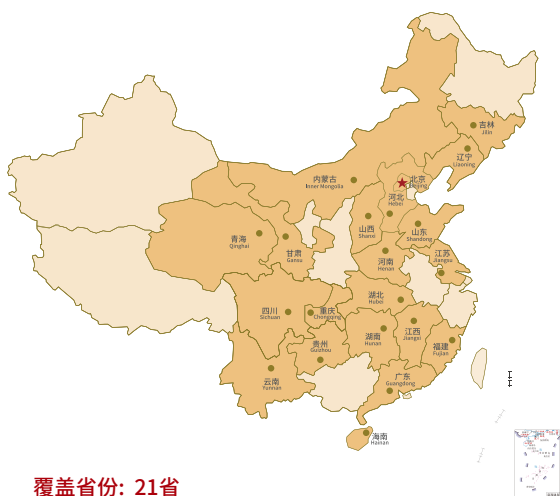 吉林
Jilin
辽宁
Liaoning
内蒙古
Inner Mongolia
北京
Beijing
河北
Hebei
山西
Shanxi
山东
Shandong
青海
Qinghai
甘肃
Gansu
河南
Henan
江苏
Jiangsu
四川
Sichuan
重庆
Chongqing
湖北
Hubei
湖南
Hunan
江西
Jiangxi
贵州
Guizhou
福建
Fujian
云南
Yunnan
广东
Guangdong
海南
Hainan
覆盖省份: 21省